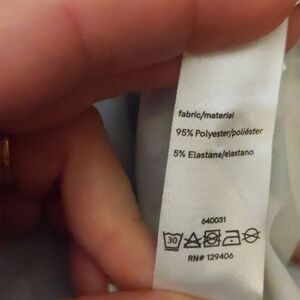 fabric/material
95% Polyester/poliéster
5% Elastane/elastano
640031
30
RN# 129406